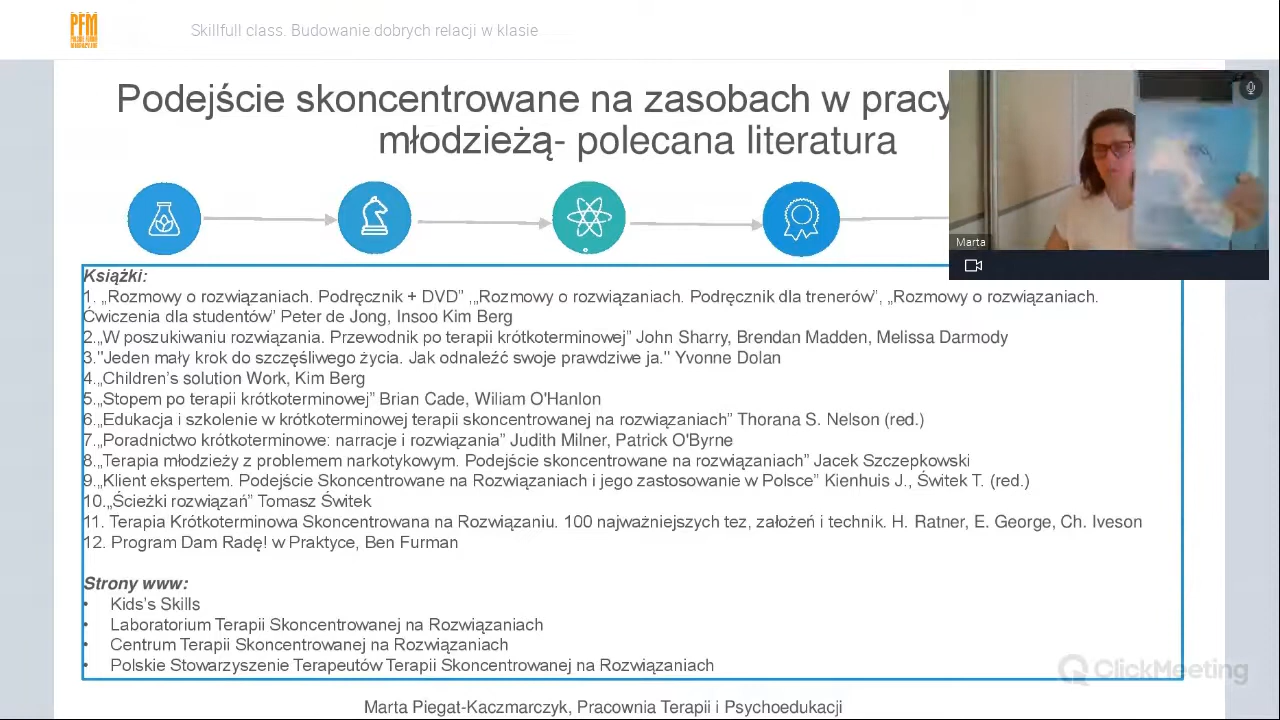 PFM
Skillfull class. Budowanie dobrych relacji w klasie
Podejście skoncentrowane na zasobach w pracy
młodzieżą- polecana literatura
Marta
Książki:
1. „Rozmowy o rozwiązaniach. Podręcznik + DVD” ,„Rozmowy o rozwiązaniach. Podręcznik dla trenerów”, „Rozmowy o rozwiązaniach.
Ćwiczenia dla studentów” Peter de Jong, Insoo Kim Berg
2.„W poszukiwaniu rozwiązania. Przewodnik po terapii krótkoterminowej” John Sharry, Brendan Madden, Melissa Darmody
3."Jeden mały krok do szczęśliwego życia. Jak odnaleźć swoje prawdziwe ja." Yvonne Dolan
4.„Children’s solution Work, Kim Berg
5.„Stopem po terapii krótkoterminowej” Brian Cade, Wiliam O'Hanlon
6.„Edukacja i szkolenie w krótkoterminowej terapii skoncentrowanej na rozwiązaniach” Thorana S. Nelson (red.)
7.„Poradnictwo krótkoterminowe: narracje i rozwiązania” Judith Milner, Patrick O'Byrne
8.„Terapia młodzieży z problemem narkotykowym. Podejście skoncentrowane na rozwiązaniach” Jacek Szczepkowski
9.„Klient ekspertem. Podejście Skoncentrowane na Rozwiązaniach i jego zastosowanie w Polsce” Kienhuis J., Świtek T. (red.)
10.„Ścieżki rozwiązań” Tomasz Świtek
11. Terapia Krótkoterminowa Skoncentrowana na Rozwiązaniu. 100 najważniejszych tez, założeń i technik. H. Ratner, E. George, Ch. Iveson
12. Program Dam Radę! w Praktyce, Ben Furman
Strony www:
• Kids’s Skills
• Laboratorium Terapii Skoncentrowanej na Rozwiązaniach
• Centrum Terapii Skoncentrowanej na Rozwiązaniach
• Polskie Stowarzyszenie Terapeutów Terapii Skoncentrowanej na Rozwiązaniach
ClickMeeting
Marta Piegat-Kaczmarczyk, Pracownia Terapii i Psychoedukacji